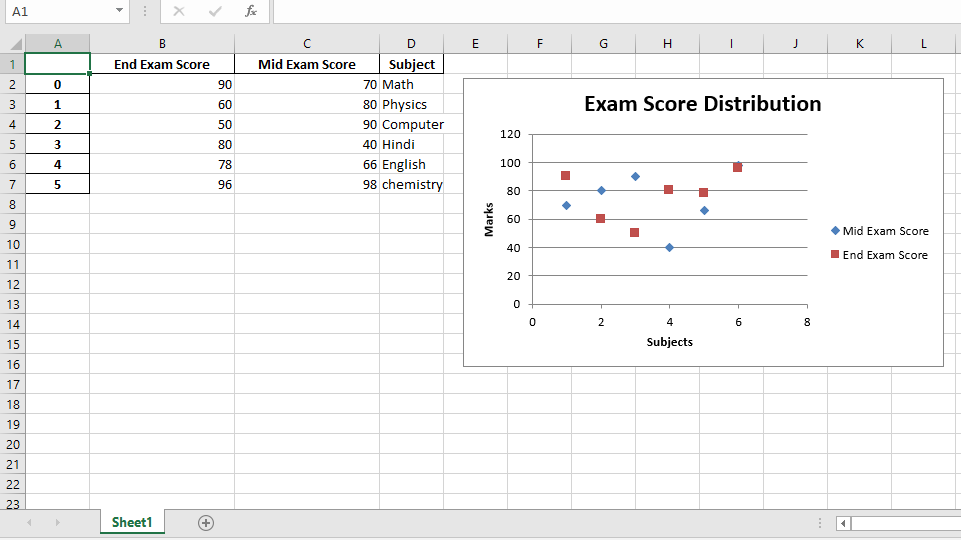 A1 fx
A B C D E F G H I J K L
1 End Exam Score Mid Exam Score Subject
2 0 90 70 Math
3 1 60 80 Physics
4 2 50 90 Computer
5 3 80 40 Hindi
6 4 78 66 English
7 5 96 98 chemistry
8
9
10
11
12
13
14
15
16
17
18
19
20
21
22
23
Exam Score Distribution
120
100
80
60
40
20
0
Marks
0 2 4 6 8
Subjects
Mid Exam Score
End Exam Score
Sheet1